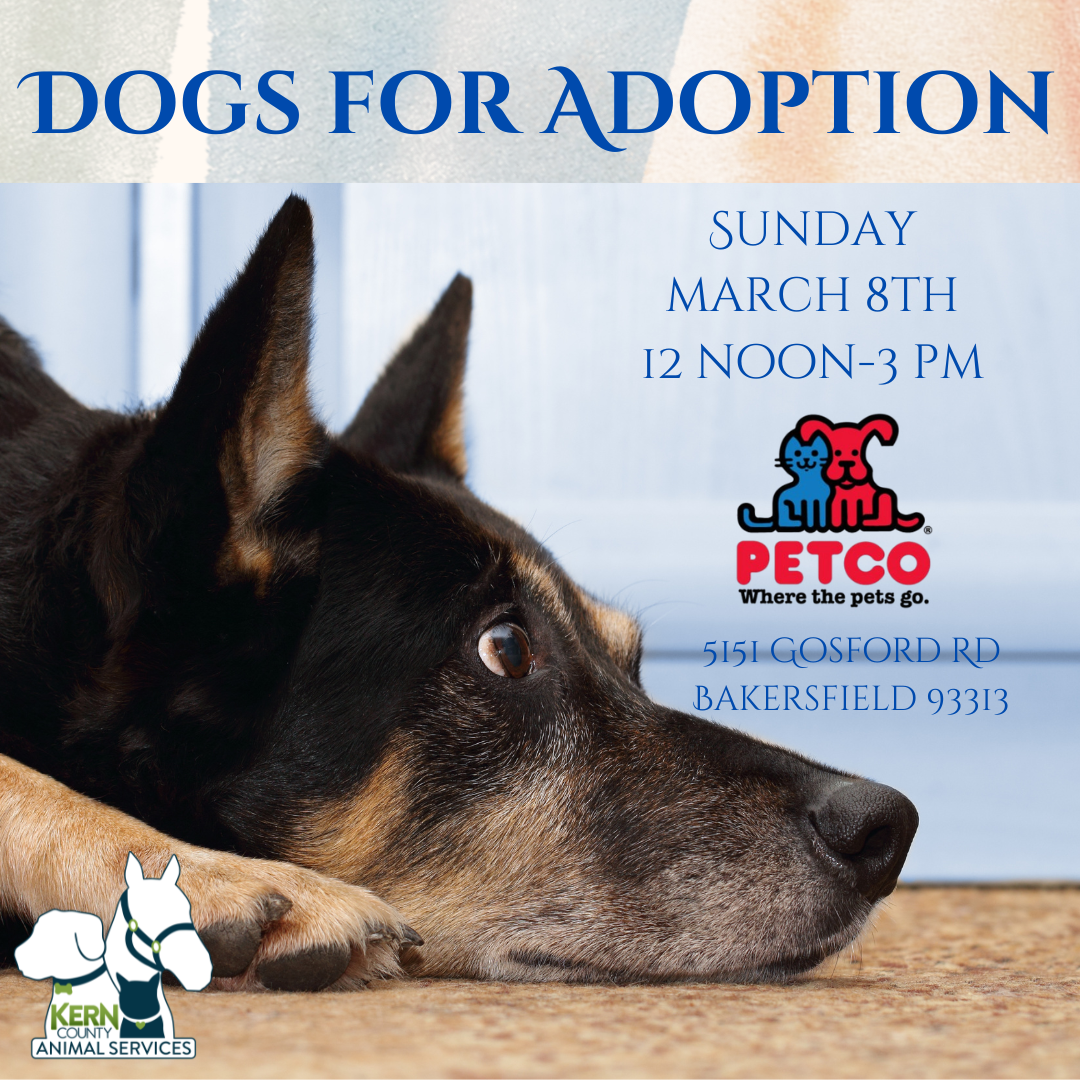 Dogs for Adoption
Sunday
March 8th
12 noon-3 pm
PETCO®
Where the pets go.
5151 Gosford Rd
Bakersfield 93313
KERN
COUNTY
ANIMAL SERVICES